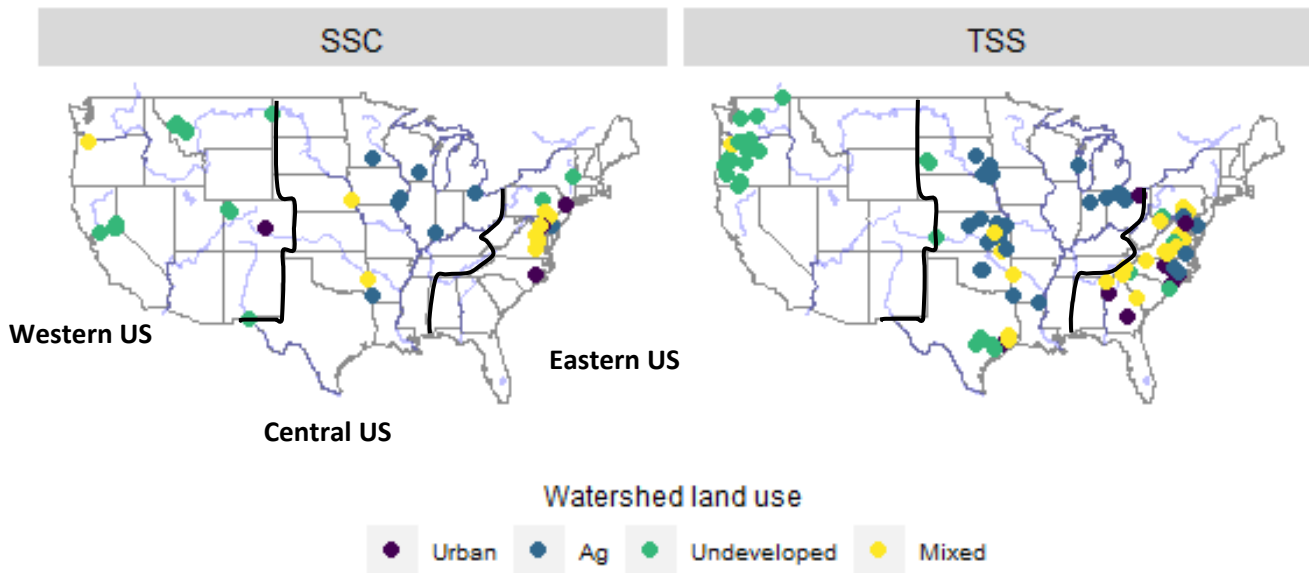 SSC
TSS
Western US
Eastern US
Central US
Watershed land use
Urban
Ag
Undeveloped
Mixed